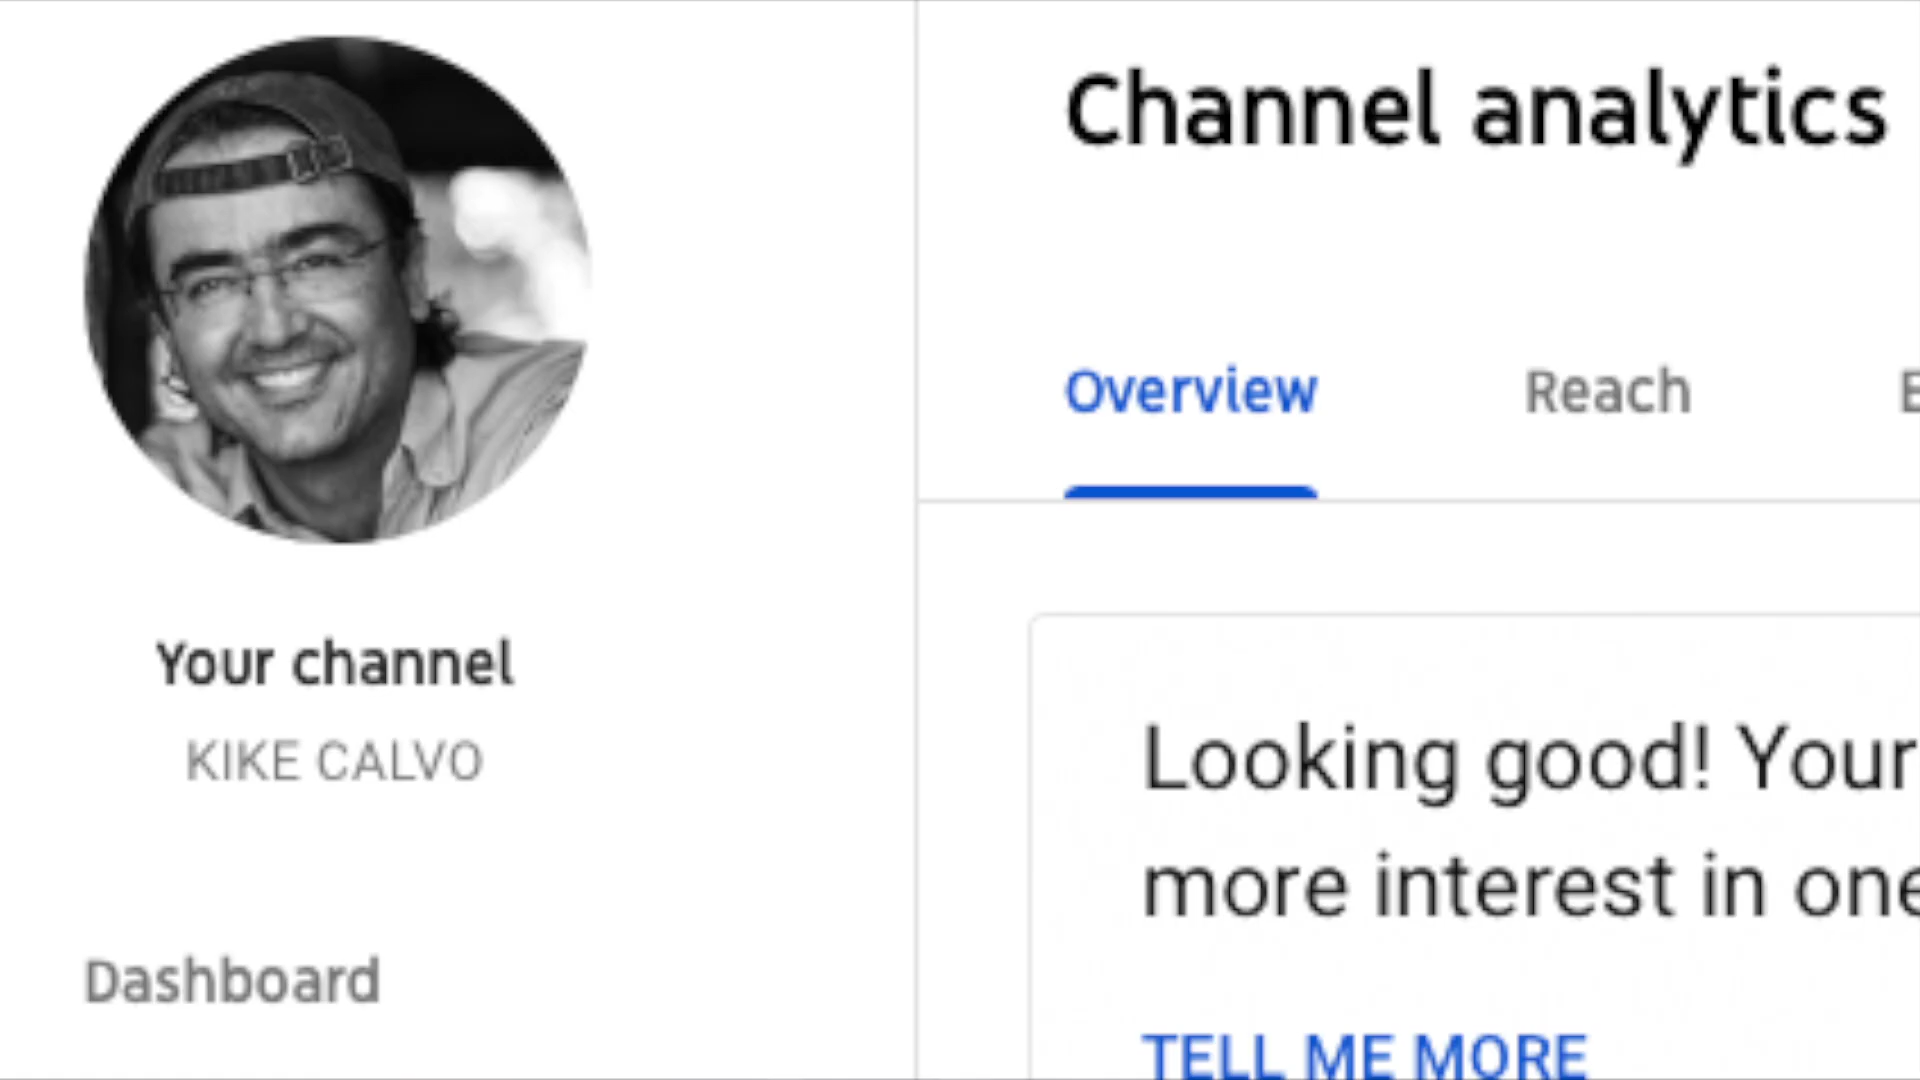 Channel analytics
Overview
Reach
Your channel
KIKE CALVO
Looking good! Your
more interest in one
Dashboard
TELL ME MORE